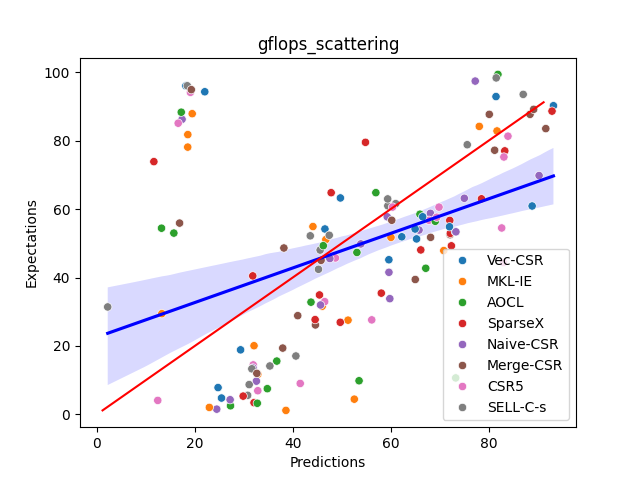 gflops_scattering
Expectations
100
80
60
40
20
0
0 20 40 60 80
Predictions
Vec-CSR
MKL-IE
AOCL
SparseX
Naive-CSR
Merge-CSR
CSR5
SELL-C-s